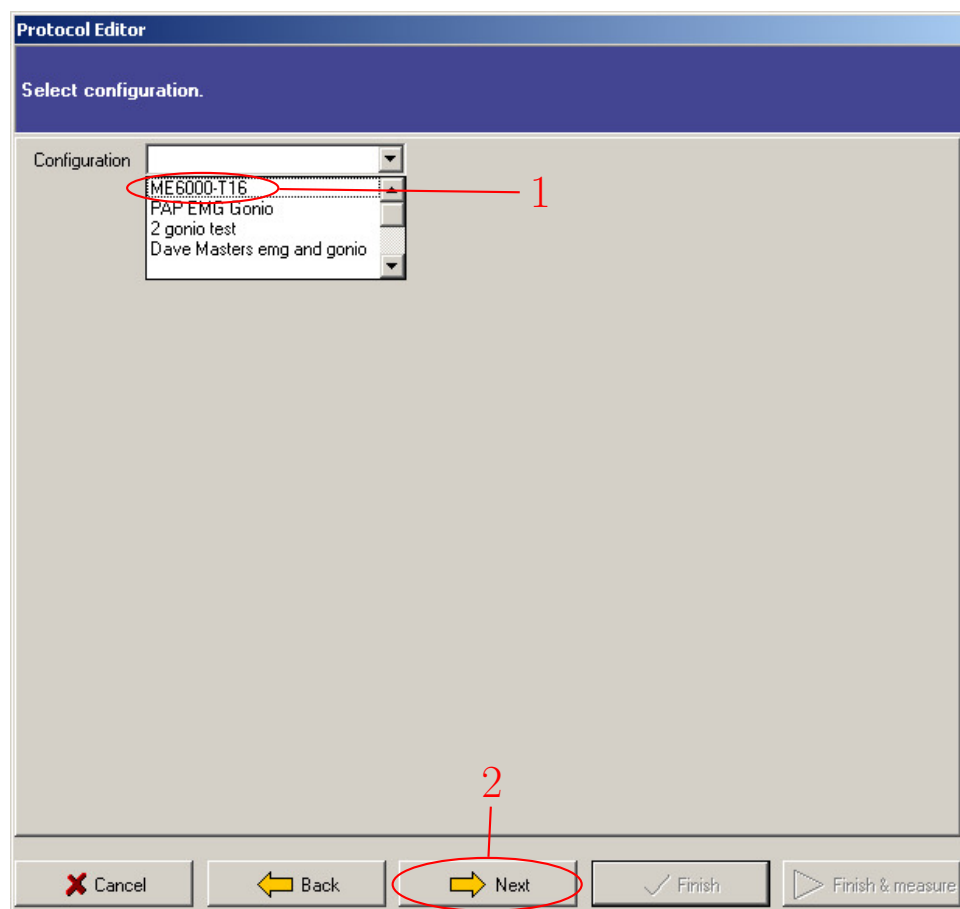 Protocol Editor
Select configuration.
Configuration
ME6000-T16
PAP EMG Gonio
2 gonio test
Dave Masters emg and gonio
1
2
Cancel
Back
Next
Finish
Finish & measure